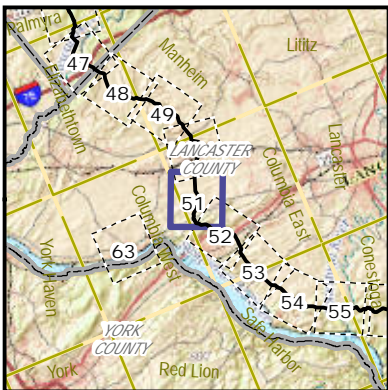 Palmyra
Lititz
Manheim
47
76
Elizabethtown
48
49
LANCASTER
COUNTY
Lancaster
51
Columbia East
Columbia West
52
63
York Haven
53
Conestoga
54
55
Safe Harbor
YORK
COUNTY
York
Red Lion